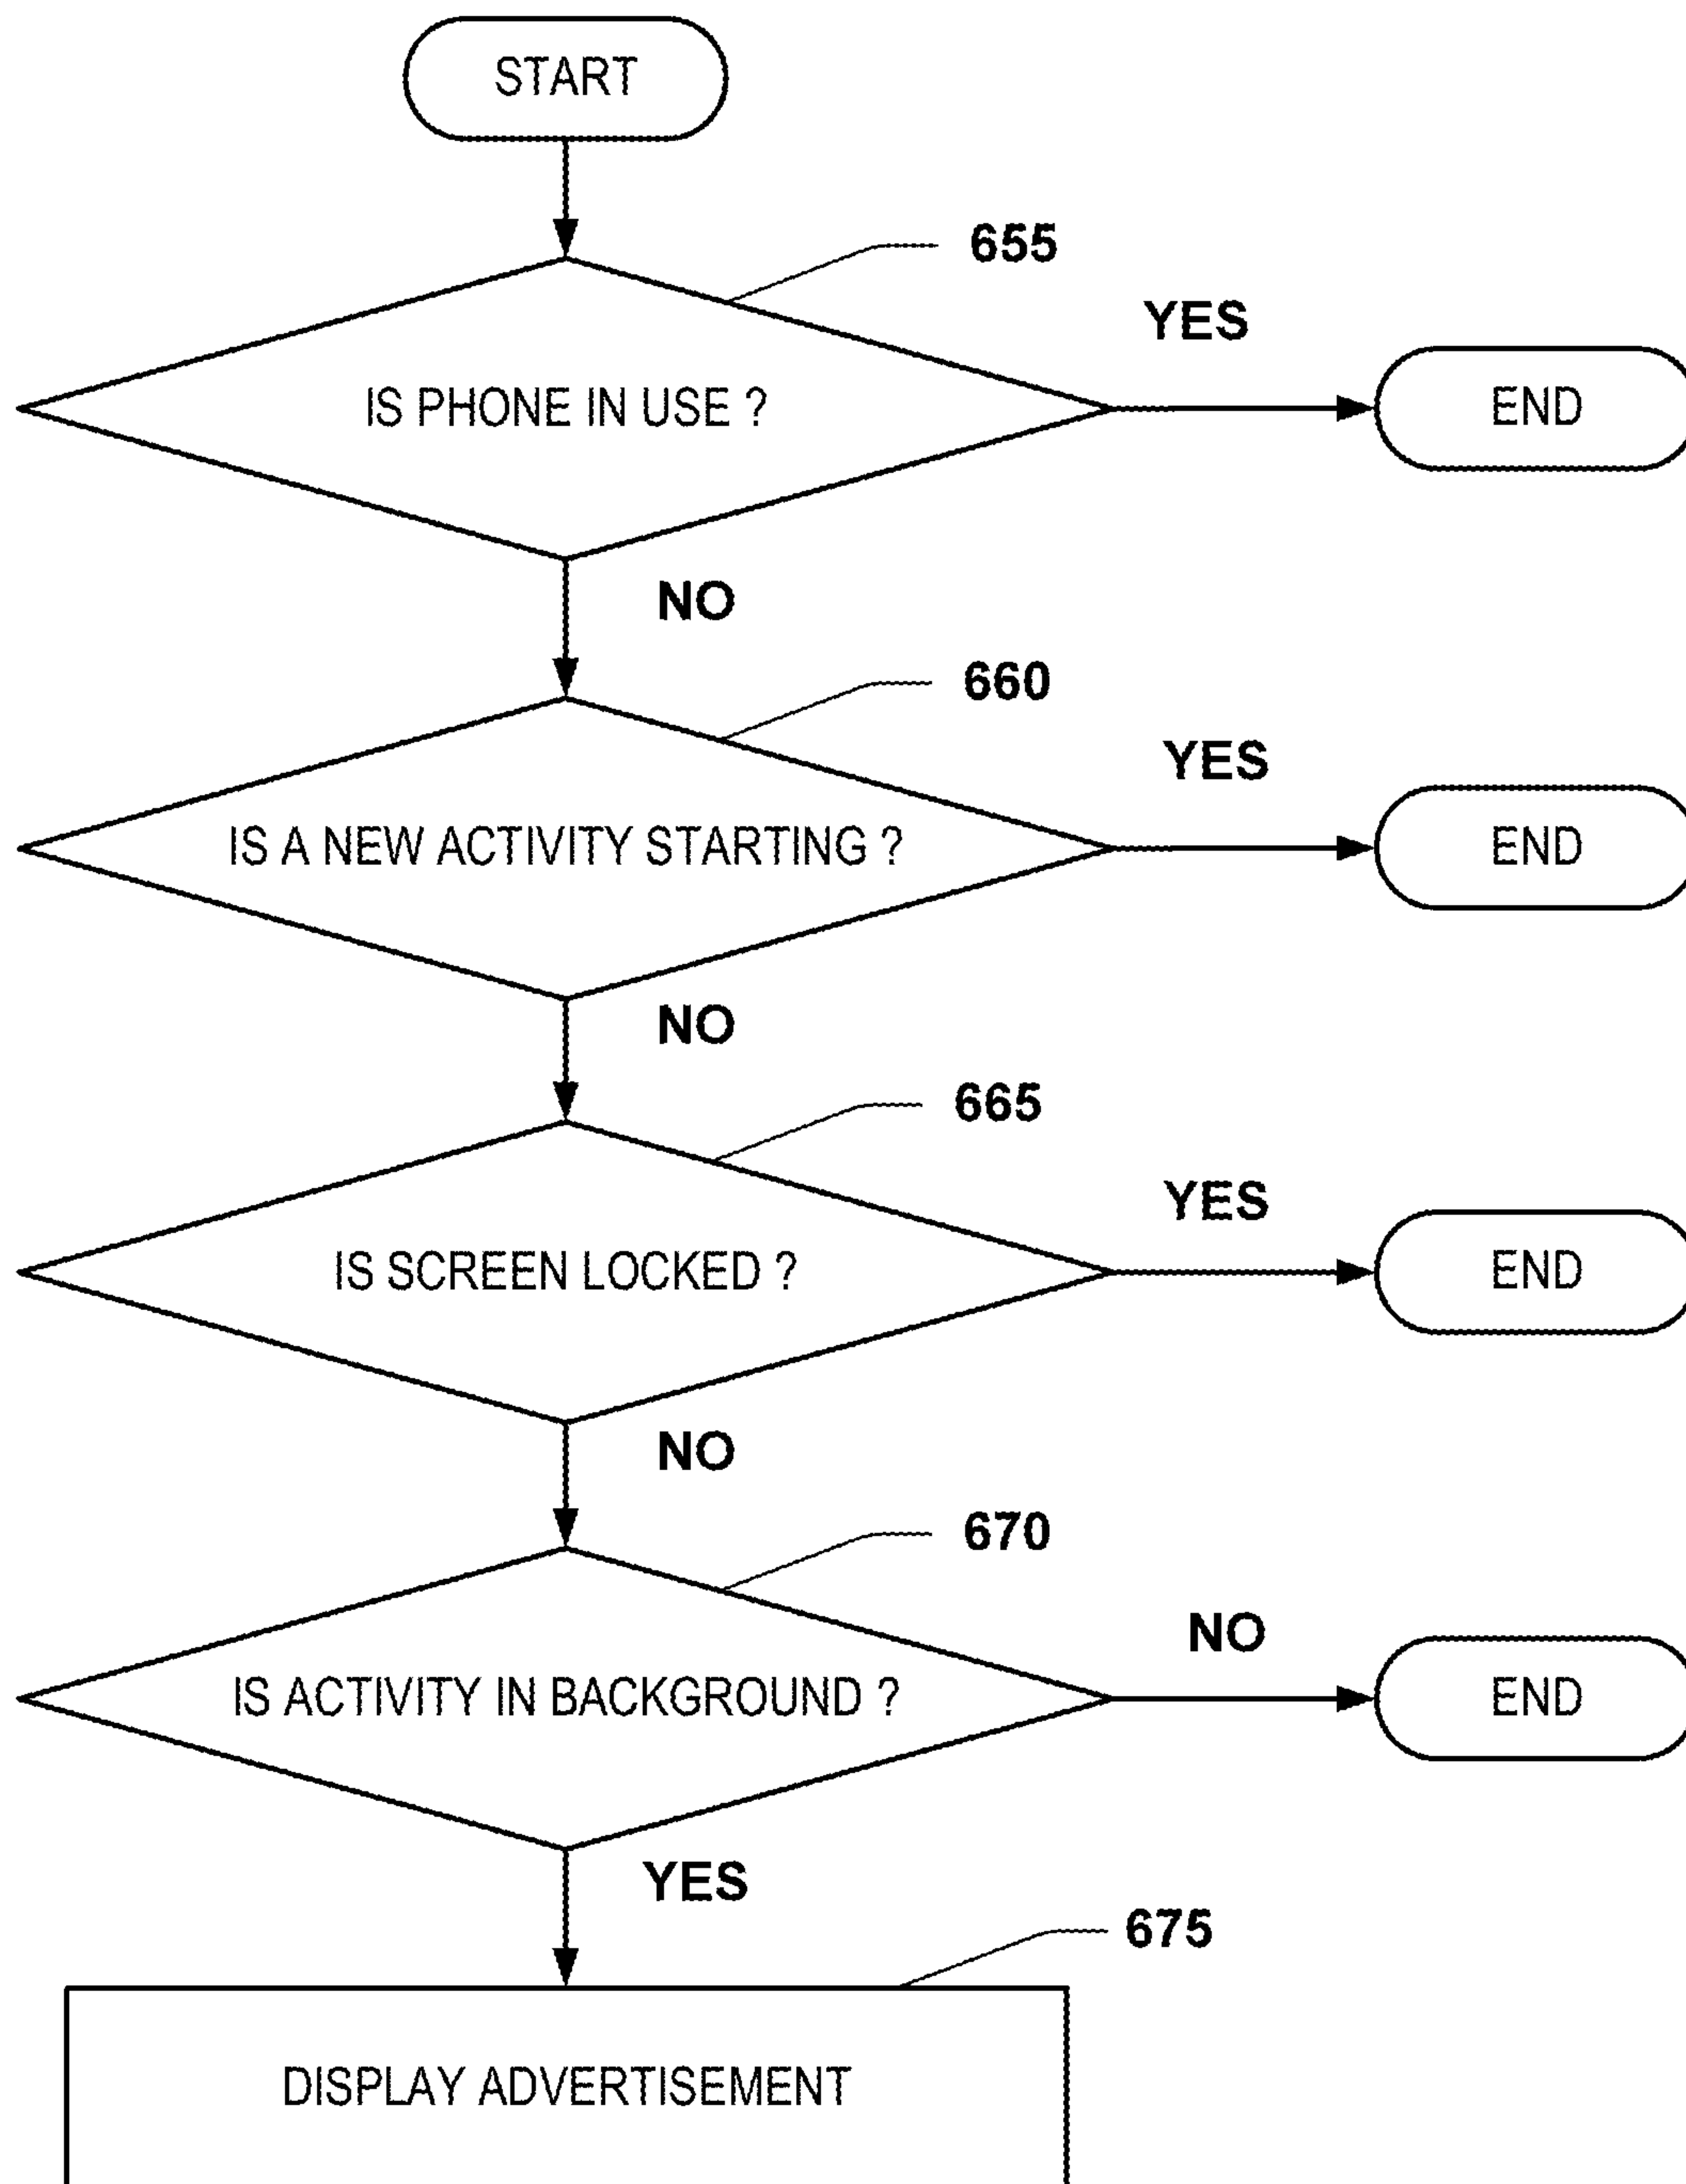 START
655
YES
IS PHONE IN USE ?
END
NO
660
YES
IS A NEW ACTIVITY STARTING ?
END
NO
665
YES
IS SCREEN LOCKED ?
END
NO
670
NO
IS ACTIVITY IN BACKGROUND ?
END
YES
675
DISPLAY ADVERTISEMENT